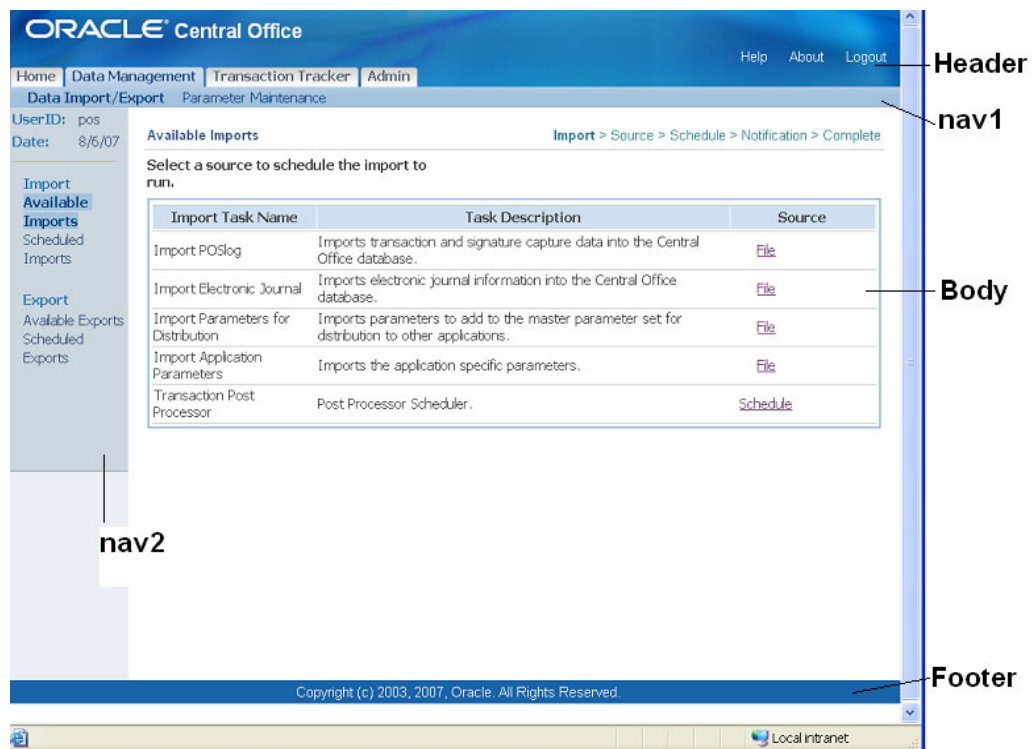 ORACLE® Central Office
Help About Logout
Header
Home Data Management Transaction Tracker Admin
Data Import/Export Parameter Maintenance
nav1
UserID: pos
Date: 8/6/07
Import
Available
Imports
Scheduled
Imports
Export
Available Exports
Scheduled
Exports
nav2
Available Imports
Import > Source > Schedule > Notification > Complete
Select a source to schedule the import to
run.
Import Task Name Task Description Source
Import POSlog
Imports transaction and signature capture data into the Central
Office database.
File
Import Electronic Journal
Imports electronic journal information into the Central Office
database.
File
Import Parameters for
Distribution
Imports parameters to add to the master parameter set for
distribution to other applications.
File
Import Application
Parameters
Imports the application specific parameters.
File
Transaction Post
Processor
Post Processor Scheduler.
Schedule
Body
Copyright (c) 2003, 2007, Oracle. All Rights Reserved.
Footer
Local intranet